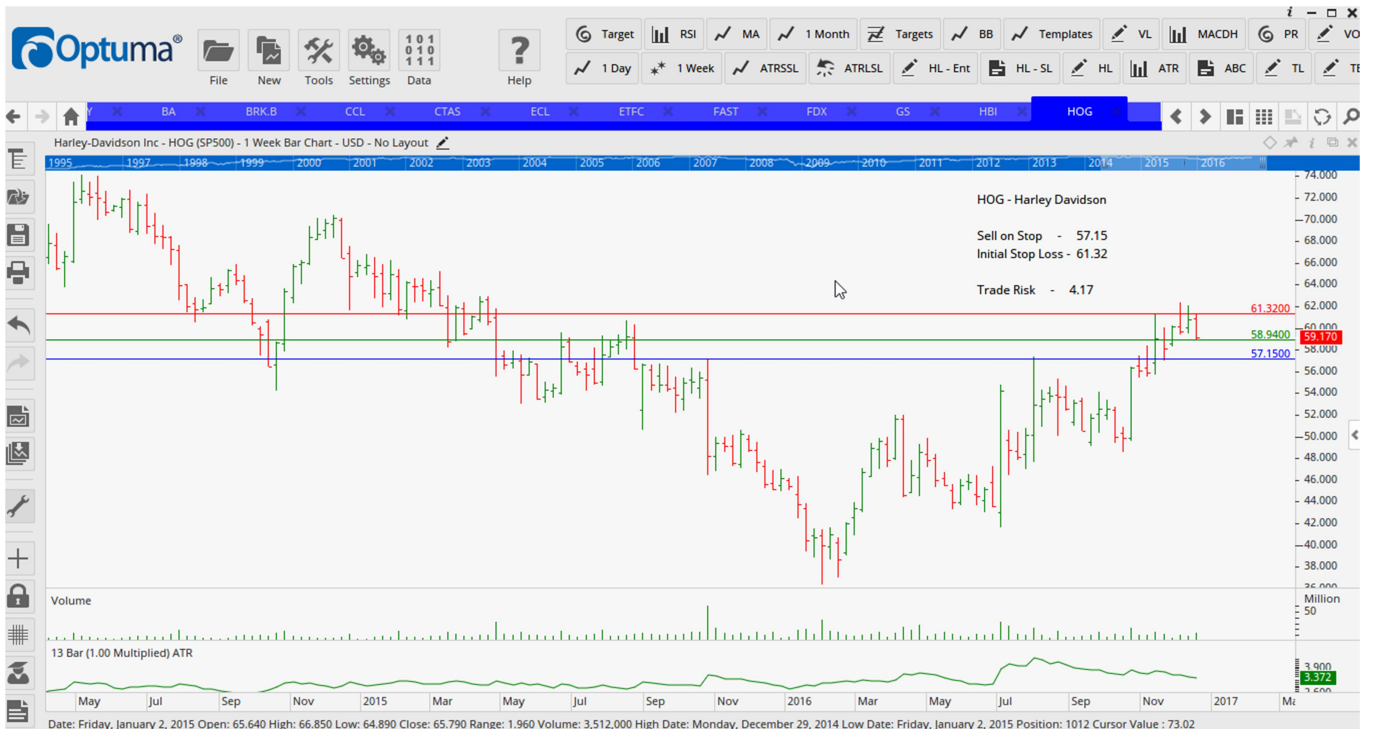 Optuma®
File
New
Tools
Settings
Data
101
010
111
?
Help
Target
RSI
MA
1 Month
Targets
BB
Templates
VL
MACDH
PR
VO
1 Day
1 Week
ATRSSL
ATRLSL
HL - Ent
HL - SL
HL
ATR
ABC
TL
Y BA BRK.B CCL CTAS ECL ETFC FAST FDX GS HBI HOG
Harley-Davidson Inc - HOG (SP500) - 1 Week Bar Chart - USD - No Layout
1995 1997 1998 1999 2000 2001 2002 2003 2004 2005 2006 2007 2008 2009 2010 2011 2012 2013 2014 2015 2016
HOG - Harley Davidson
Sell on Stop - 57.15
Initial Stop Loss - 61.32
Trade Risk - 4.17
61.3200
58.9400
57.1500
74.000
72.000
70.000
68.000
66.000
64.000
62.000
60.000
59.170
58.000
56.000
54.000
52.000
50.000
48.000
46.000
44.000
42.000
40.000
38.000
36.000
Volume
Million
50
13 Bar (1.00 Multiplied) ATR
3.900
3.372
2.600
May Jul Sep Nov 2015 Mar May Jul Sep Nov 2016 Mar May Jul Sep Nov 2017
Date: Friday, January 2, 2015 Open: 65.640 High: 66.850 Low: 64.890 Close: 65.790 Range: 1.960 Volume: 3,512,000 High Date: Monday, December 29, 2014 Low Date: Friday, January 2, 2015 Position: 1012 Cursor Value : 73.02